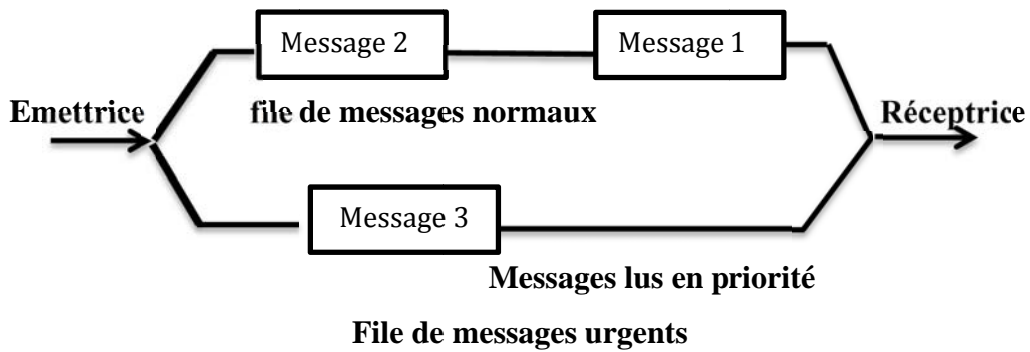 Message 2
Message 1
Emettrice
file de messages normaux
Réceptrice
Message 3
Messages lus en priorité
File de messages urgents